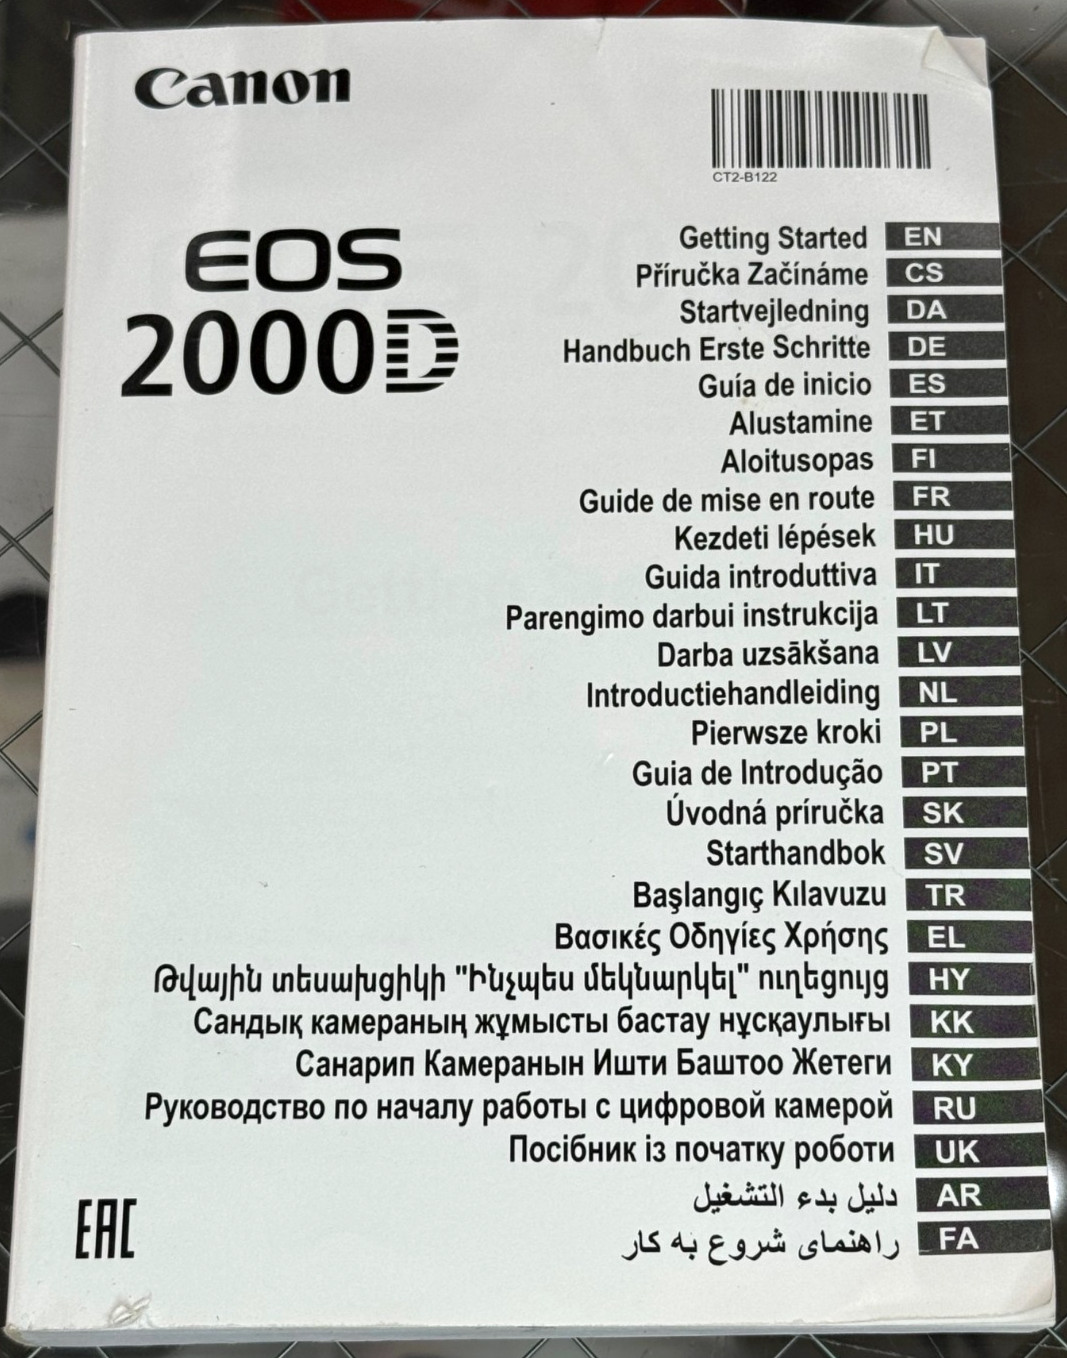 Canon
CT2-B122
EOS
2000D
Getting Started EN
Příručka Začínáme CS
Startvejledning DA
Handbuch Erste Schritte DE
Guía de inicio ES
Alustamine ET
Aloitusopas FI
Guide de mise en route FR
Kezdeti lépések HU
Guida introduttiva IT
Parengimo darbui instrukcija LT
Darba uzsākšana LV
Introductiehandleiding NL
Pierwsze kroki PL
Guia de Introdução PT
Úvodná príručka SK
Starthandbok SV
Başlangıç Kılavuzu TR
Βασικές Οδηγίες Χρήσης EL
Թվային տեսախցիկի "Ինչպես մեկնարկել" ուղեցույց HY
Сандық камераның жұмысты бастау нұсқаулығы KK
Санарип Камеранын Ишти Баштоо Жетеги KY
Руководство по началу работы с цифровой камерой RU
Посібник із початку роботи UK
دليل بدء التشغيل AR
راهنمای شروع به کار FA
EAC